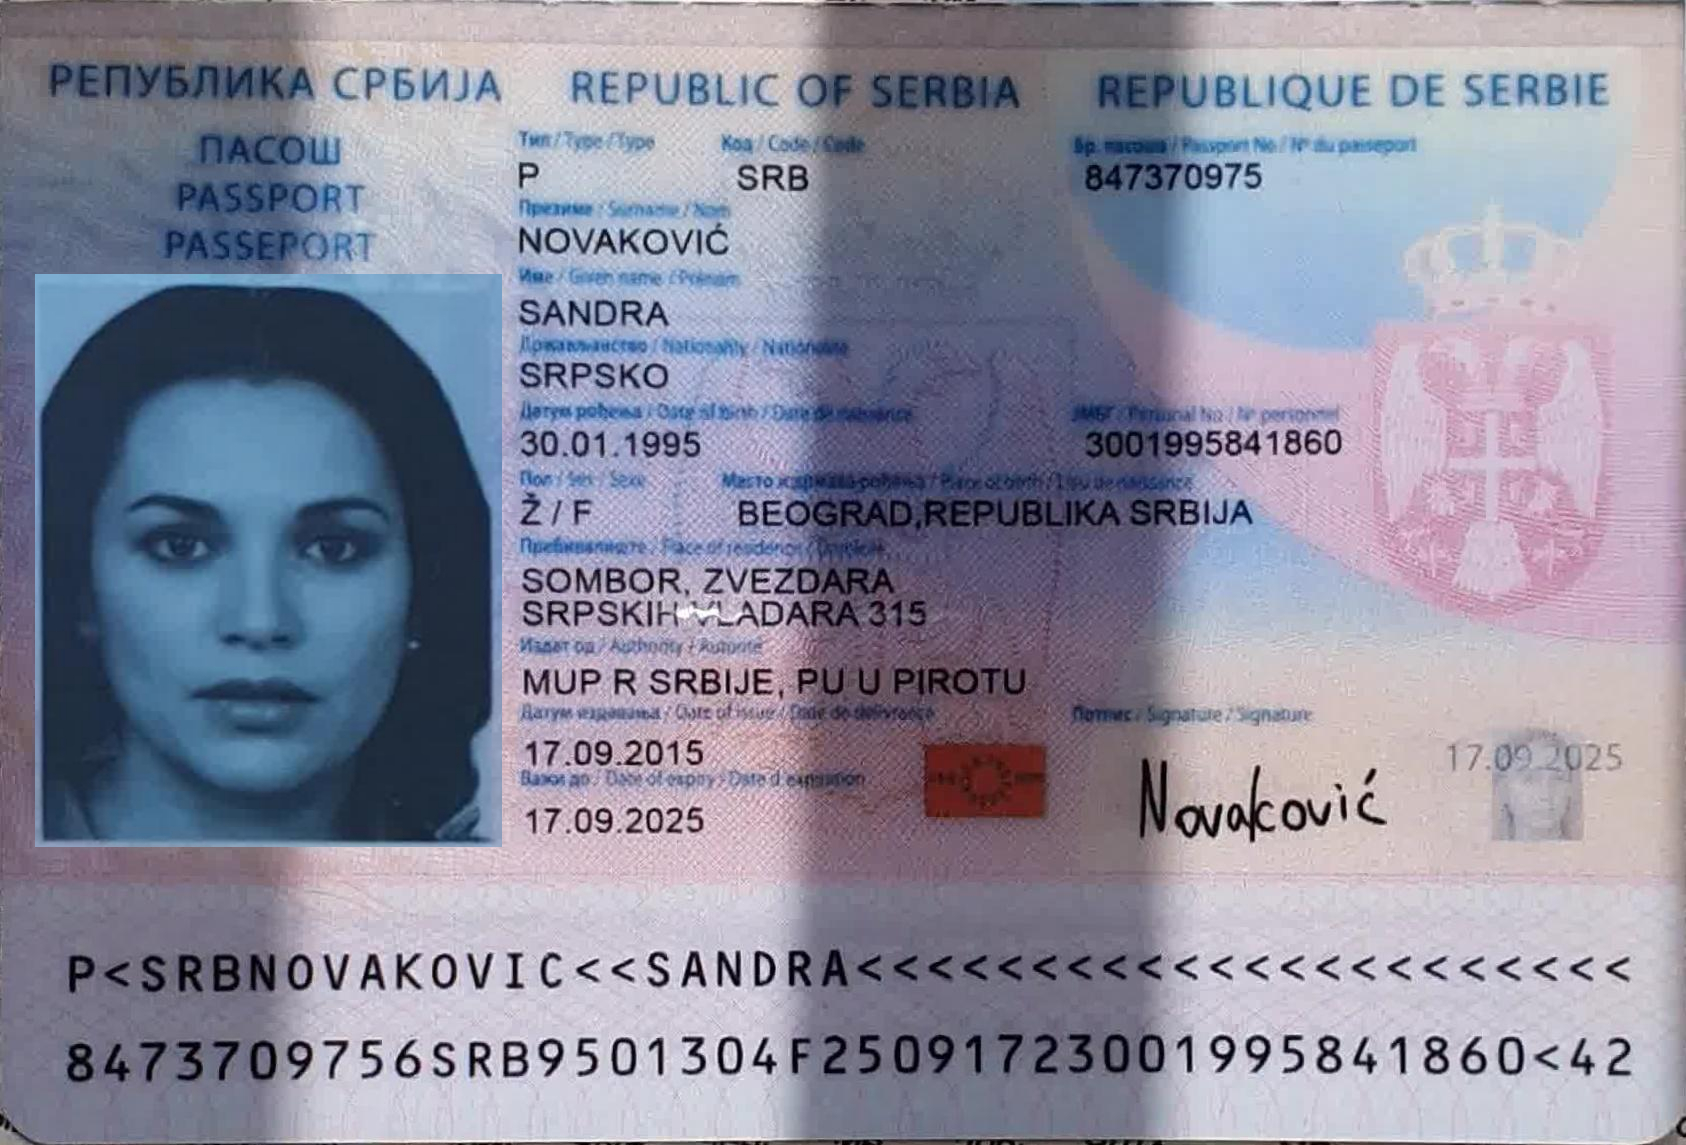 РЕПУБЛИКА СРБИЈА REPUBLIC OF SERBIA REPUBLIQUE DE SERBIE
ПАСОШ
PASSPORT
PASSEPORT
Тип / Type / Type Код / Code / Code Бр. пасоша / Passport No / Nº du passeport
P SRB 847370975
Презиме / Surname / Nom
NOVAKOVIĆ
Име / Given name / Prénom
SANDRA
Држављанство / Nationality / Nationalité
SRPSKO
Датум рођења / Date of birth / Date de naissance ЈМБГ / Personal No / Nº personnel
30.01.1995 3001995841860
Пол / Sex / Sexe Место и држава рођења / Place of birth / Lieu de naissance
Ž / F BEOGRAD,REPUBLIKA SRBIJA
Пребивалиште / Place of residence / Domicile
SOMBOR, ZVEZDARA
SRPSKIH VLADARA 315
Издат од / Authority / Autorité
MUP R SRBIJE, PU U PIROTU
Датум издавања / Date of issue / Date de délivrance Потпис / Signature / Signature
17.09.2015
Важи до / Date of expiry / Date d'expiration
17.09.2025
Novaković
17.09.2025
P<SRBNOVAKOVIC<<SANDRA<<<<<<<<<<<<<<<<<<<<<<
8473709756SRB9501304F25091723001995841860<42